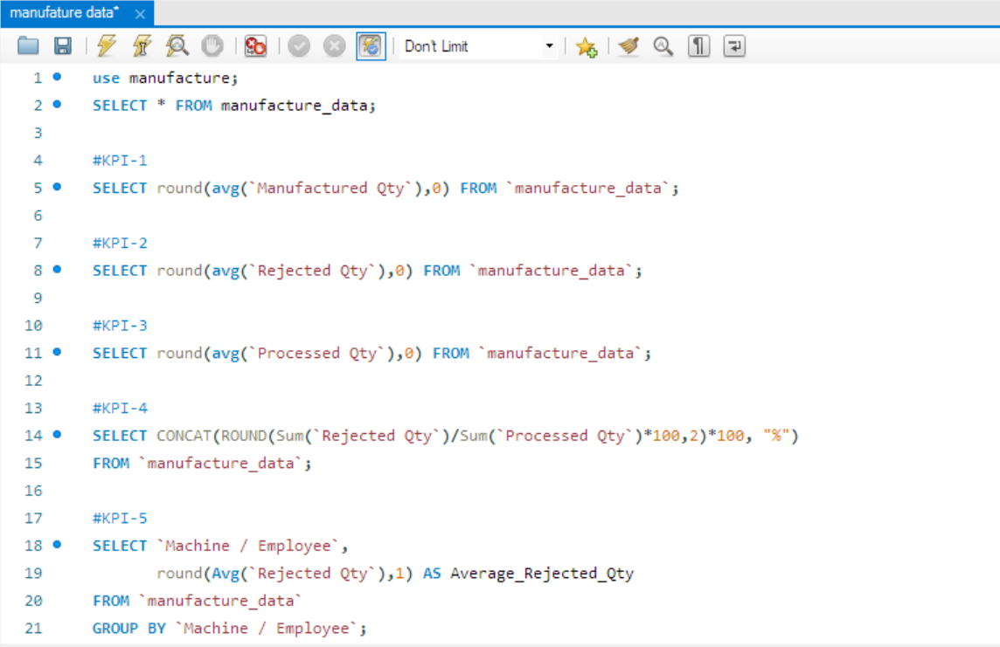 manufature data*
Don't Limit
1 use manufacture;
2 SELECT * FROM manufacture_data;
3
4 #KPI-1
5 SELECT round(avg(`Manufactured Qty`),0) FROM `manufacture_data`;
6
7 #KPI-2
8 SELECT round(avg(`Rejected Qty`),0) FROM `manufacture_data`;
9
10 #KPI-3
11 SELECT round(avg(`Processed Qty`),0) FROM `manufacture_data`;
12
13 #KPI-4
14 SELECT CONCAT(ROUND(Sum(`Rejected Qty`)/Sum(`Processed Qty`)*100,2)*100, "%")
15 FROM `manufacture_data`;
16
17 #KPI-5
18 SELECT `Machine / Employee`,
19 round(Avg(`Rejected Qty`),1) AS Average_Rejected_Qty
20 FROM `manufacture_data`
21 GROUP BY `Machine / Employee`;